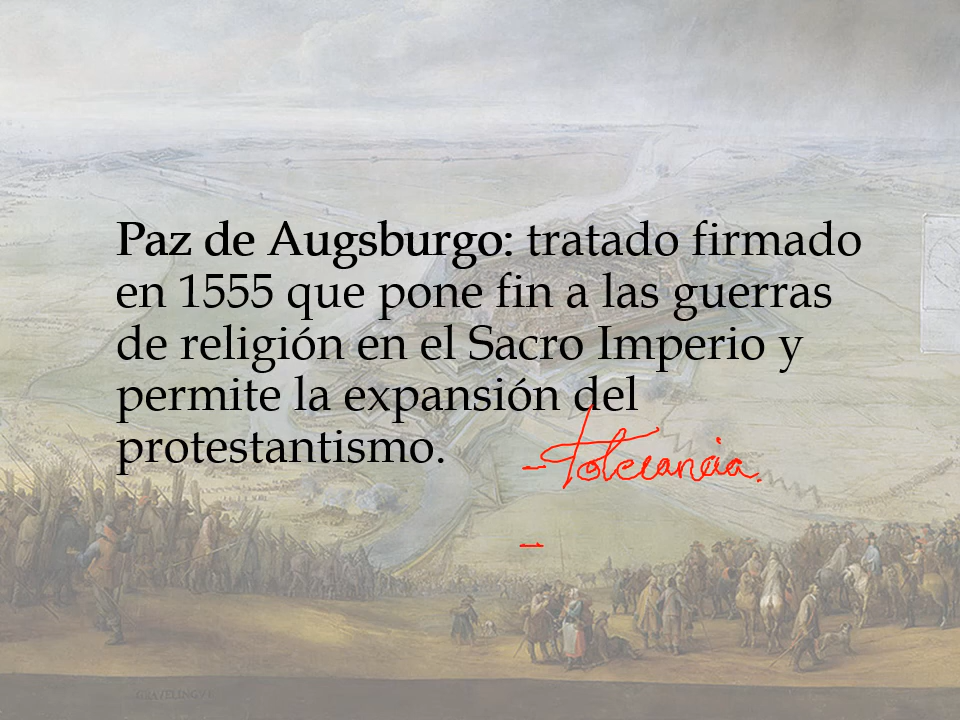 Paz de Augsburgo: tratado firmado
en 1555 que pone fin a las guerras
de religión en el Sacro Imperio y
permite la expansión del
protestantismo.
- Tolerancia.
-
GRAVELINGA